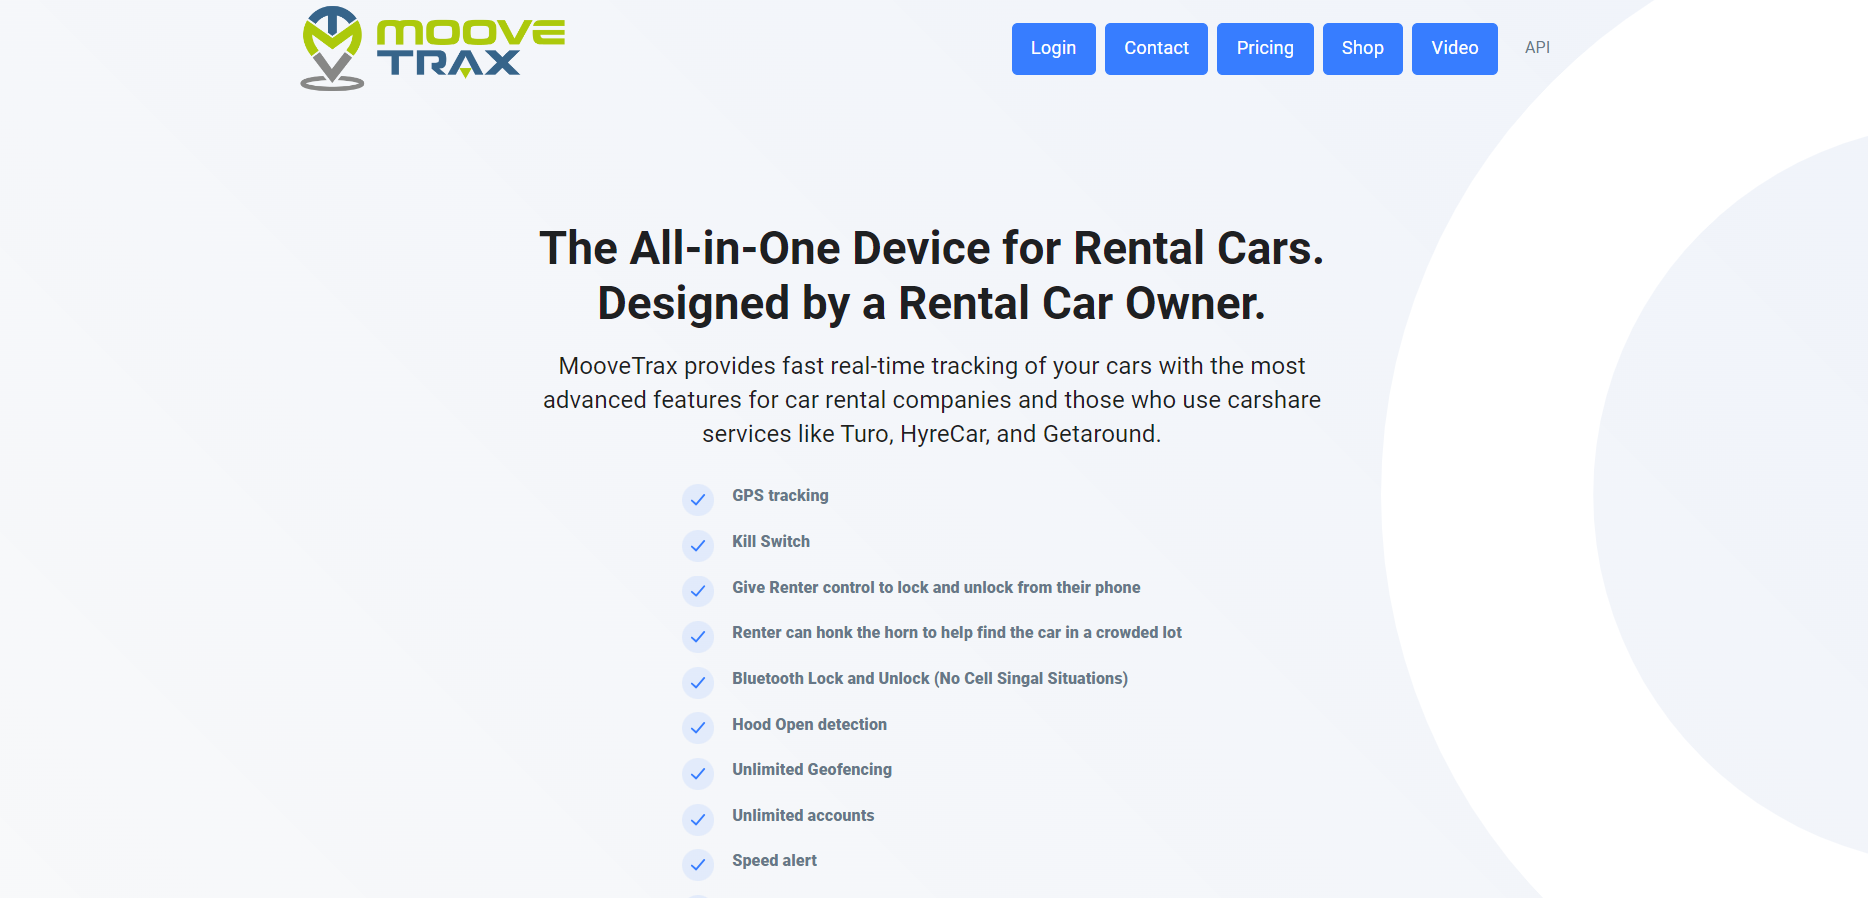 MOOVE
TRAX
Login
Contact
Pricing
Shop
Video
API
The All-in-One Device for Rental Cars.
Designed by a Rental Car Owner.
MooveTrax provides fast real-time tracking of your cars with the most
advanced features for car rental companies and those who use carshare
services like Turo, HyreCar, and Getaround.
GPS tracking
Kill Switch
Give Renter control to lock and unlock from their phone
Renter can honk the horn to help find the car in a crowded lot
Bluetooth Lock and Unlock (No Cell Singal Situations)
Hood Open detection
Unlimited Geofencing
Unlimited accounts
Speed alert